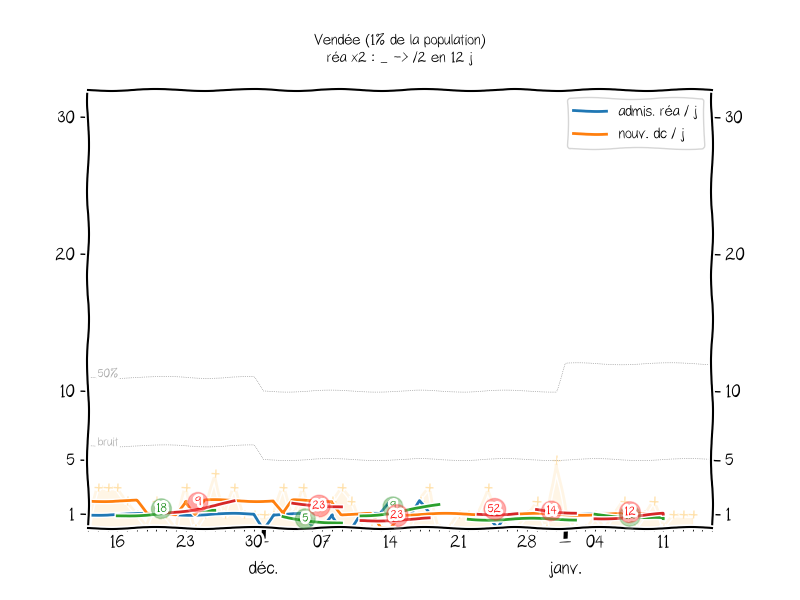 Vendée (1% de la population)
réa x2 : _ -> /2 en 12 j
admis. réa / j
nouv. dc / j
30 30
20 20
50%
10 10
bruit
5 5
1 1
18 9 5 23 23 52 14 12
16 23 30 07 14 21 28 04 11
déc. janv.